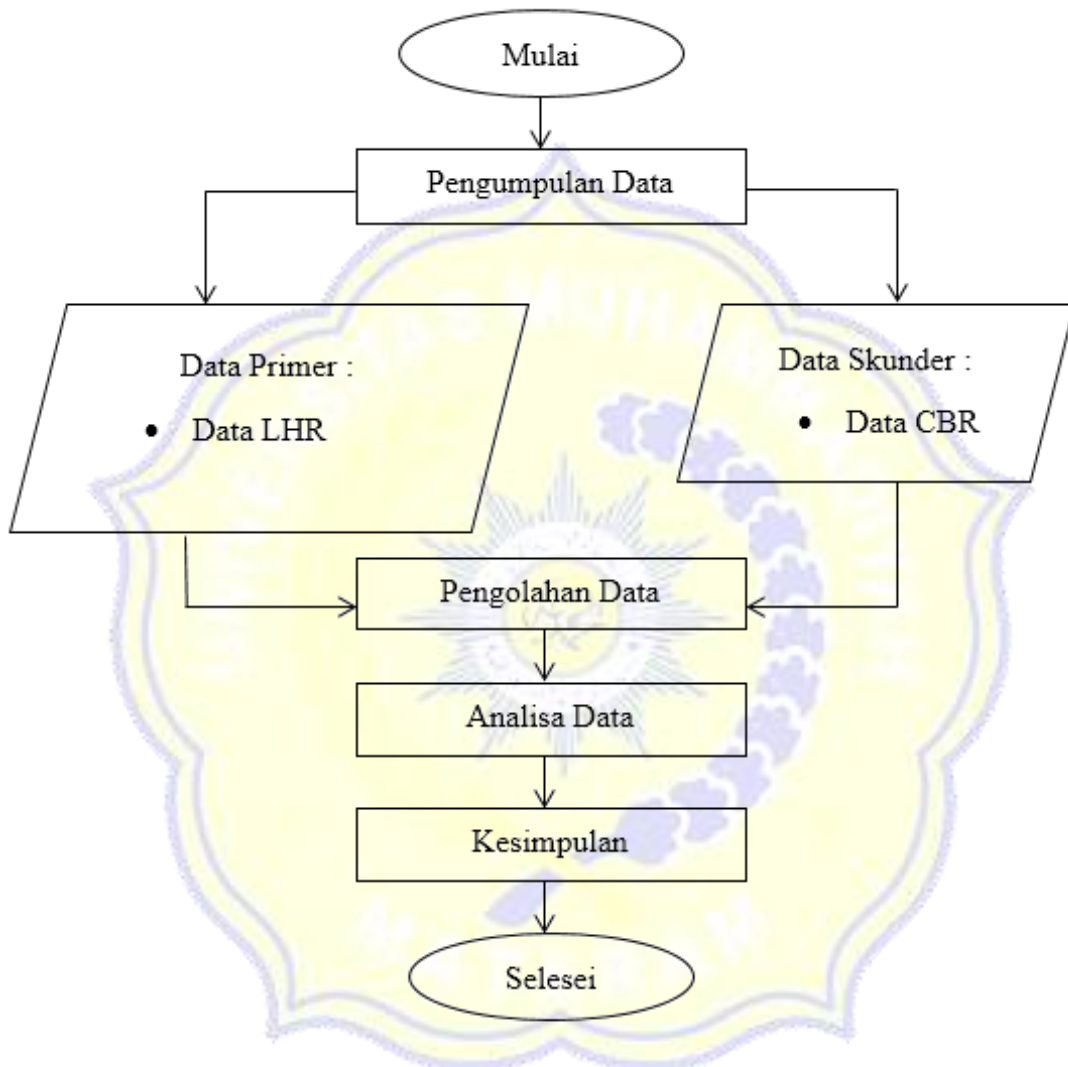 Mulai
Pengumpulan Data
Data Primer :
• Data LHR
Data Skunder :
• Data CBR
Pengolahan Data
Analisa Data
Kesimpulan
Selesei